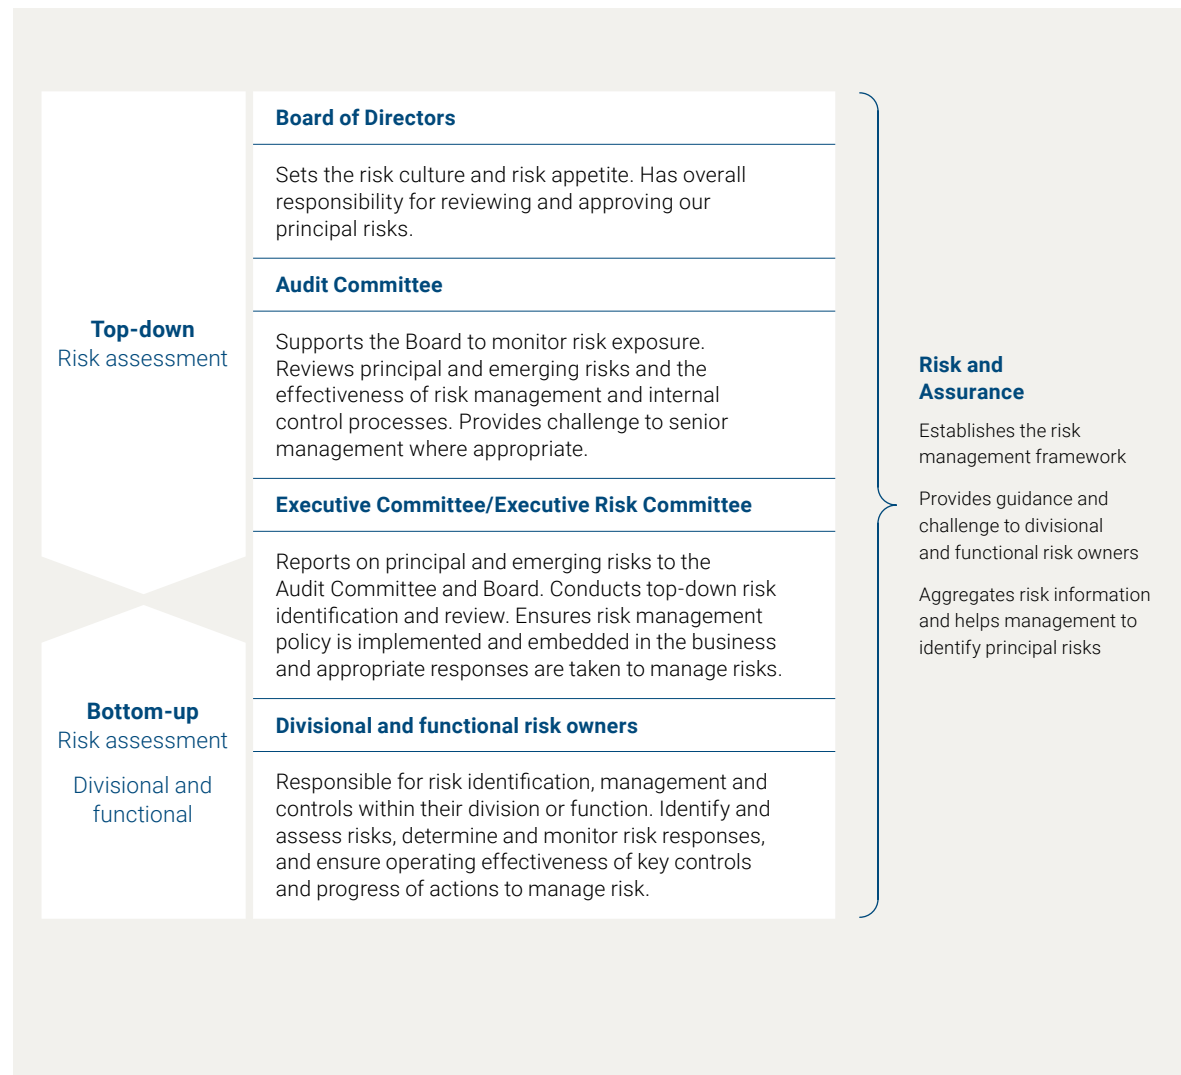 Top-down
Risk assessment
Bottom-up
Risk assessment
Divisional and
functional
Board of Directors
Sets the risk culture and risk appetite. Has overall
responsibility for reviewing and approving our
principal risks.
Audit Committee
Supports the Board to monitor risk exposure.
Reviews principal and emerging risks and the
effectiveness of risk management and internal
control processes. Provides challenge to senior
management where appropriate.
Executive Committee/Executive Risk Committee
Reports on principal and emerging risks to the
Audit Committee and Board. Conducts top-down risk
identification and review. Ensures risk management
policy is implemented and embedded in the business
and appropriate responses are taken to manage risks.
Divisional and functional risk owners
Responsible for risk identification, management and
controls within their division or function. Identify and
assess risks, determine and monitor risk responses,
and ensure operating effectiveness of key controls
and progress of actions to manage risk.
Risk and
Assurance
Establishes the risk
management framework
Provides guidance and
challenge to divisional
and functional risk owners
Aggregates risk information
and helps management to
identify principal risks